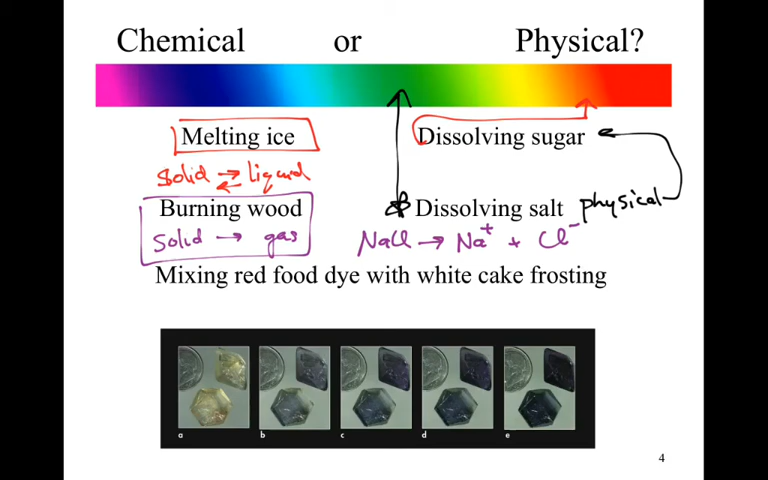 Chemical or Physical?
Melting ice Dissolving sugar
Solid ⇄ liquid
Burning wood Dissolving salt physical
Solid → gas NaCl → Na⁺ + Cl⁻
Mixing red food dye with white cake frosting
a b c d e
4